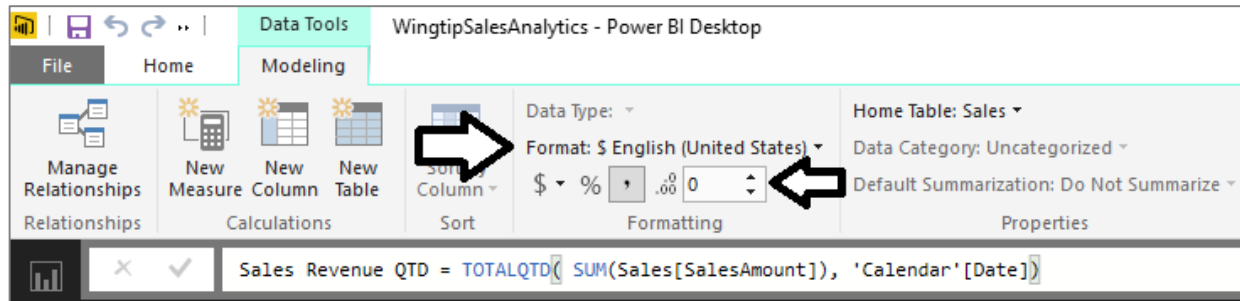 Data Tools
WingtipSalesAnalytics - Power BI Desktop
File Home Modeling
Data Type:
Home Table: Sales
Format: $ English (United States)
Data Category: Uncategorized
$ % , .00 0
Default Summarization: Do Not Summarize
Manage
Relationships
New
Measure
New
Column
New
Table
Column
Relationships Calculations Sort Formatting Properties
Sales Revenue QTD = TOTALQTD( SUM(Sales[SalesAmount]), 'Calendar'[Date])